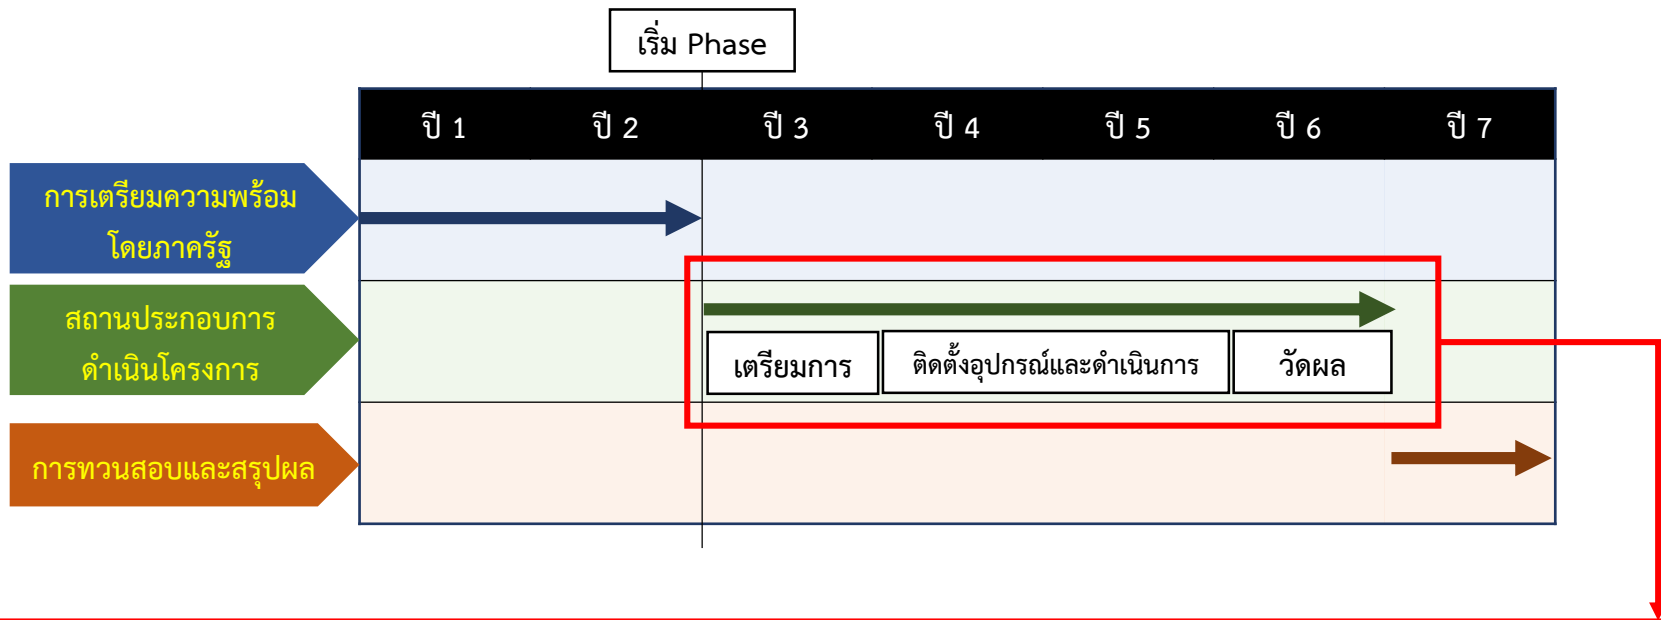 เริ่ม Phase
ปี 1 ปี 2 ปี 3 ปี 4 ปี 5 ปี 6 ปี 7
การเตรียมความพร้อม
โดยภาครัฐ
สถานประกอบการ
ดำเนินโครงการ
เตรียมการ ติดตั้งอุปกรณ์และดำเนินการ วัดผล
การทวนสอบและสรุปผล